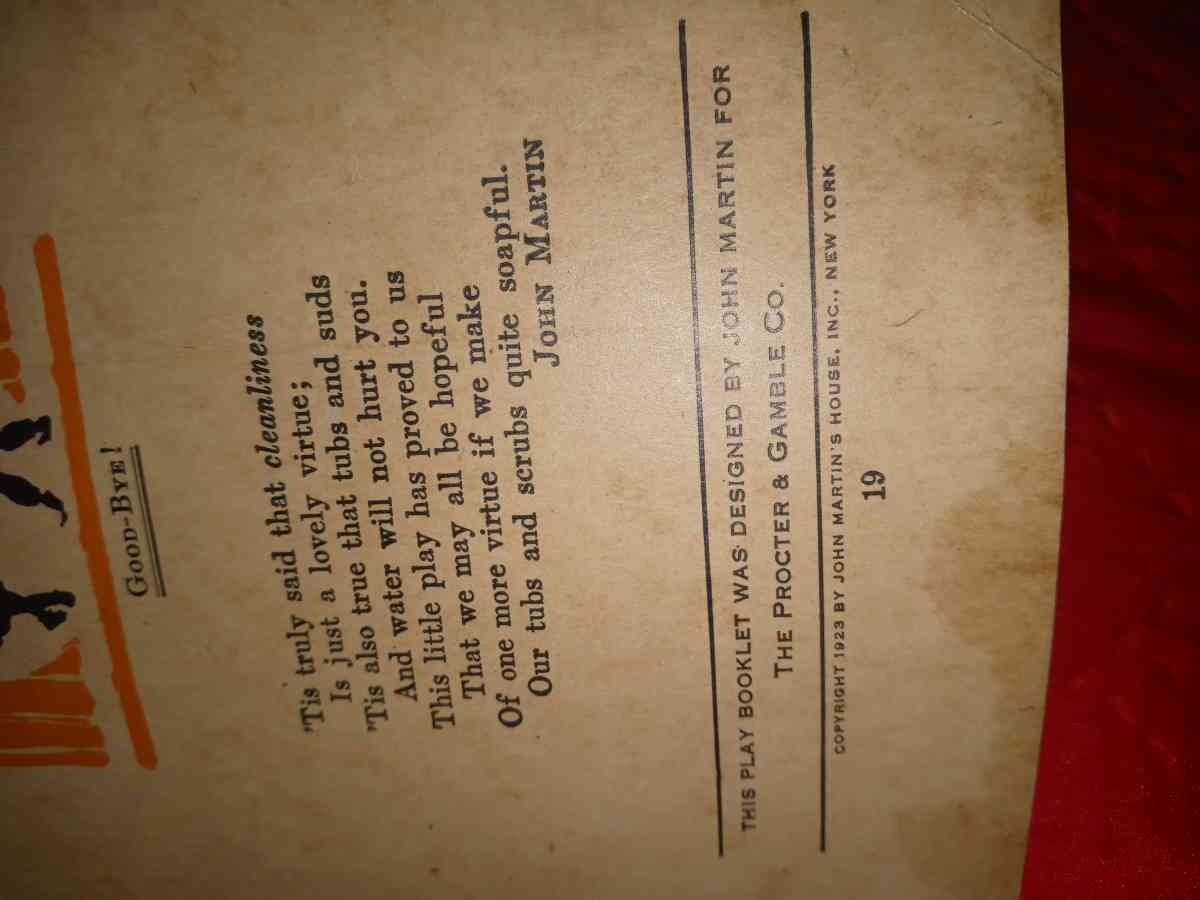 Good-Bye!
'Tis truly said that cleanliness
Is just a lovely virtue;
'Tis also true that tubs and suds
And water will not hurt you.
This little play has proved to us
That we may all be hopeful
Of one more virtue if we make
Our tubs and scrubs quite soapful.
John Martin
THIS PLAY BOOKLET WAS DESIGNED BY JOHN MARTIN FOR
THE PROCTER & GAMBLE CO.
COPYRIGHT 1923 BY JOHN MARTIN'S HOUSE, INC., NEW YORK
19